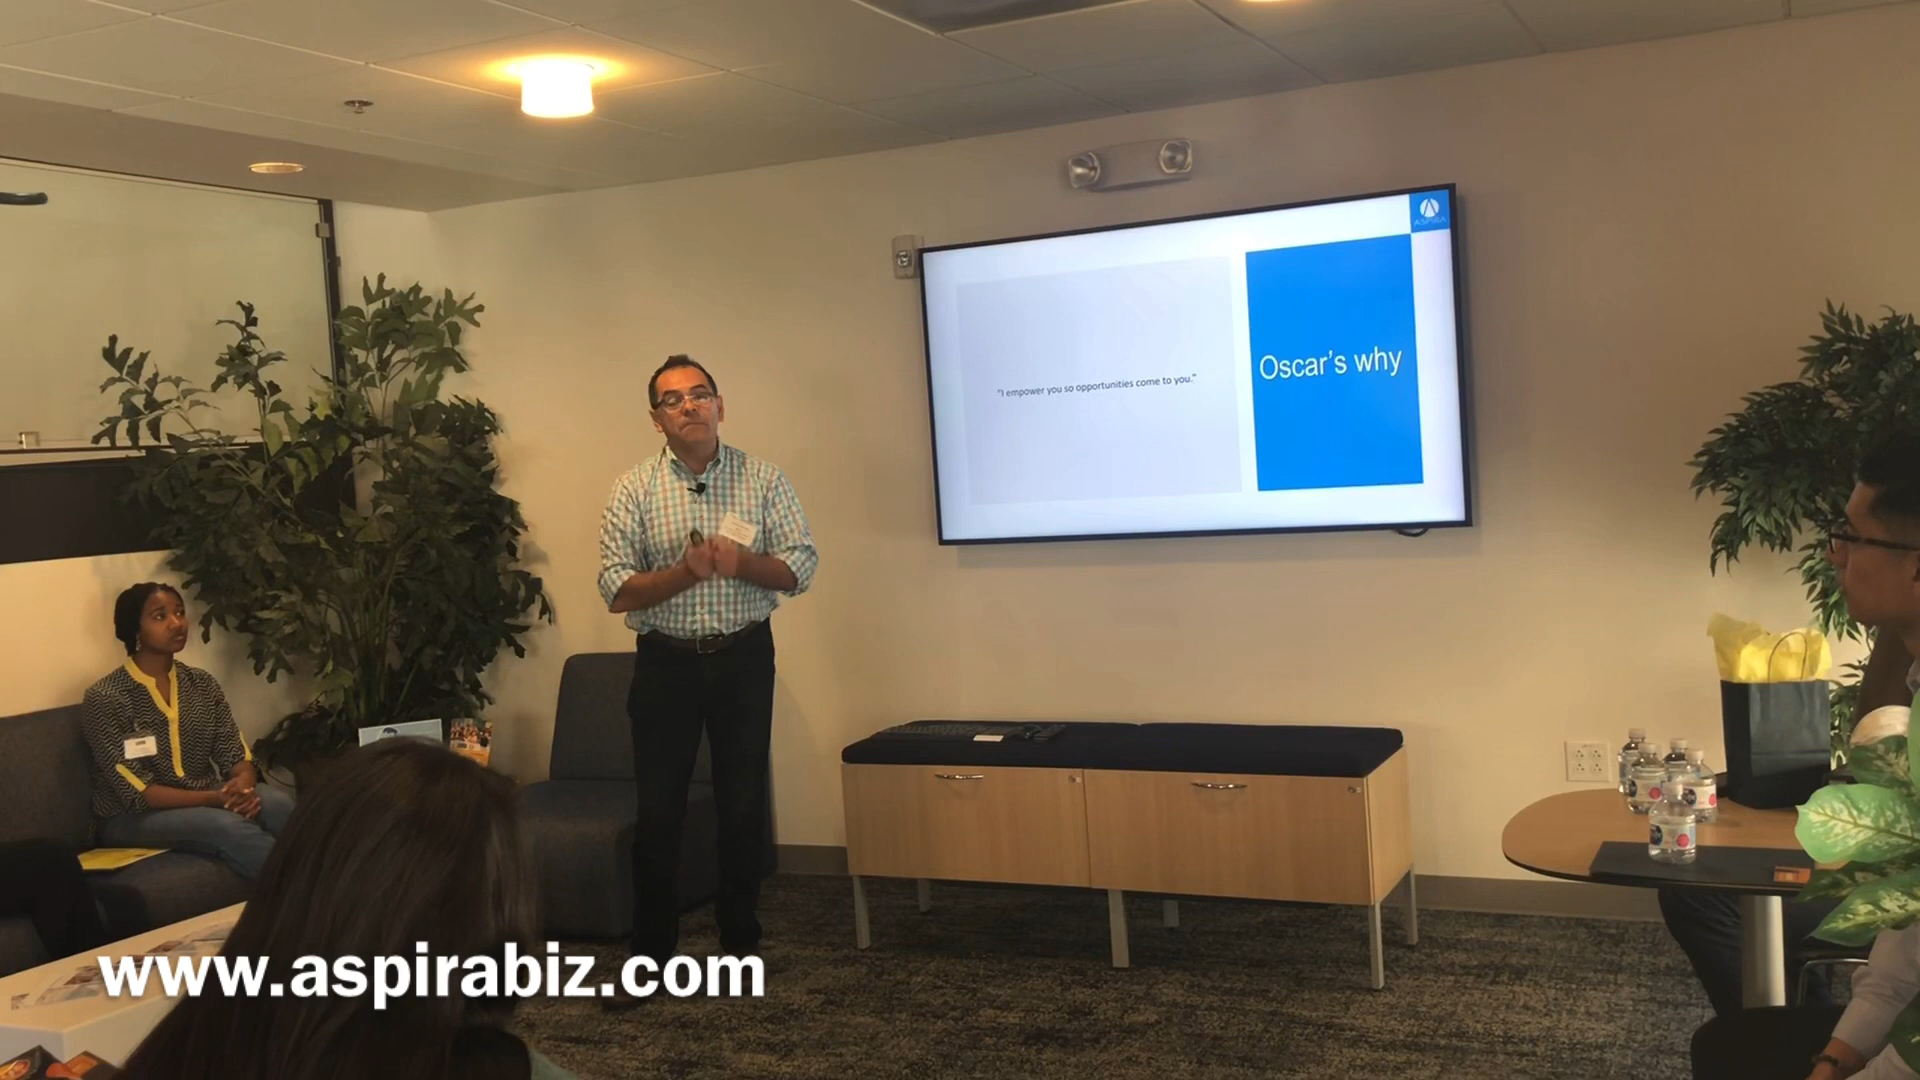 ASPIRA
Oscar's why
"I empower you so opportunities come to you."
www.aspirabiz.com